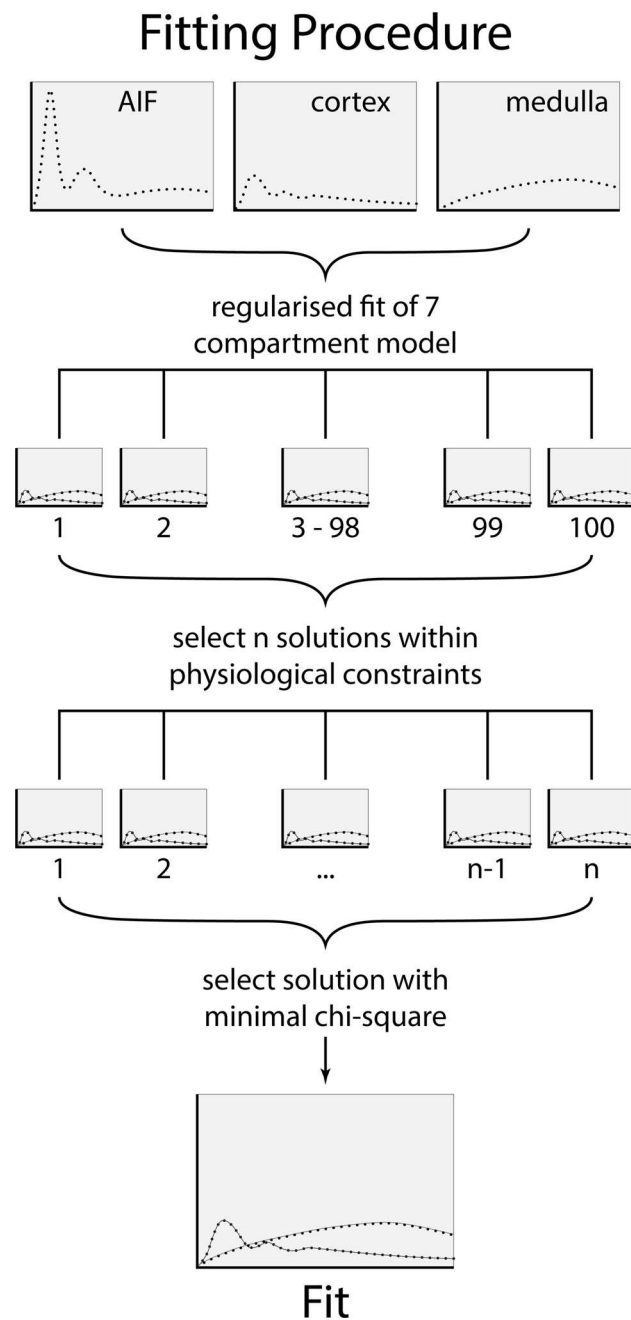 Fitting Procedure
AIF
cortex
medulla
regularised fit of 7
compartment model
1
2
3 - 98
99
100
select n solutions within
physiological constraints
1
2
...
n-1
n
select solution with
minimal chi-square
Fit